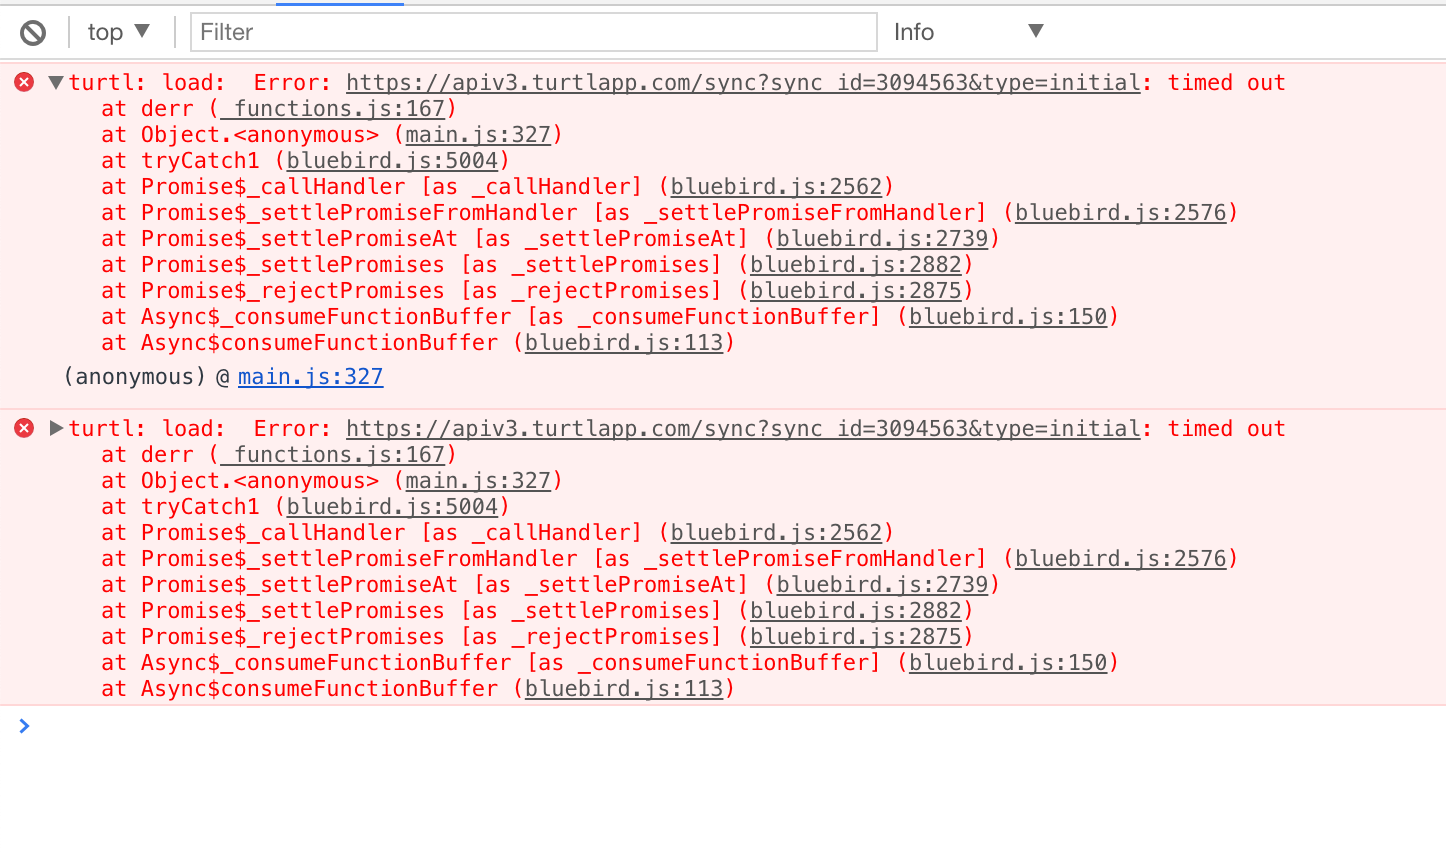 top ▼ Filter Info ▼
▼turtl: load:  Error: https://apiv3.turtlapp.com/sync?sync_id=3094563&type=initial: timed out
at derr (_functions.js:167)
at Object.<anonymous> (main.js:327)
at tryCatch1 (bluebird.js:5004)
at Promise$_callHandler [as _callHandler] (bluebird.js:2562)
at Promise$_settlePromiseFromHandler [as _settlePromiseFromHandler] (bluebird.js:2576)
at Promise$_settlePromiseAt [as _settlePromiseAt] (bluebird.js:2739)
at Promise$_settlePromises [as _settlePromises] (bluebird.js:2882)
at Promise$_rejectPromises [as _rejectPromises] (bluebird.js:2875)
at Async$_consumeFunctionBuffer [as _consumeFunctionBuffer] (bluebird.js:150)
at Async$consumeFunctionBuffer (bluebird.js:113)
(anonymous) @ main.js:327
▶turtl: load:  Error: https://apiv3.turtlapp.com/sync?sync_id=3094563&type=initial: timed out
at derr (_functions.js:167)
at Object.<anonymous> (main.js:327)
at tryCatch1 (bluebird.js:5004)
at Promise$_callHandler [as _callHandler] (bluebird.js:2562)
at Promise$_settlePromiseFromHandler [as _settlePromiseFromHandler] (bluebird.js:2576)
at Promise$_settlePromiseAt [as _settlePromiseAt] (bluebird.js:2739)
at Promise$_settlePromises [as _settlePromises] (bluebird.js:2882)
at Promise$_rejectPromises [as _rejectPromises] (bluebird.js:2875)
at Async$_consumeFunctionBuffer [as _consumeFunctionBuffer] (bluebird.js:150)
at Async$consumeFunctionBuffer (bluebird.js:113)